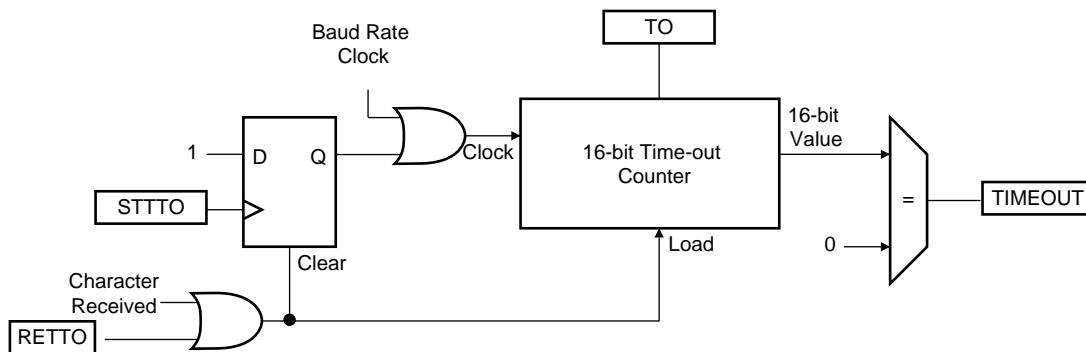 TO
Baud Rate
Clock
16-bit
Value
1
D
Q
Clock
16-bit Time-out
Counter
STTTO
=
TIMEOUT
Clear
Load
0
Character
Received
RETTO